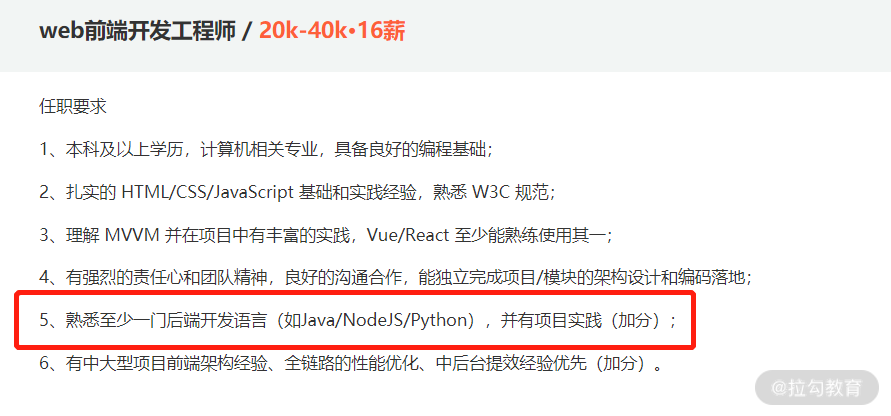 web前端开发工程师 / 20k-40k•16薪
任职要求
1、本科及以上学历，计算机相关专业，具备良好的编程基础；
2、扎实的 HTML/CSS/JavaScript 基础和实践经验，熟悉 W3C 规范；
3、理解 MVVM 并在项目中有丰富的实践，Vue/React 至少能熟练使用其一；
4、有强烈的责任心和团队精神，良好的沟通合作，能独立完成项目/模块的架构设计和编码落地；
5、熟悉至少一门后端开发语言（如Java/NodeJS/Python），并有项目实践（加分）；
6、有中大型项目前端架构经验、全链路的性能优化、中后台提效经验优先（加分）。
@拉勾教育